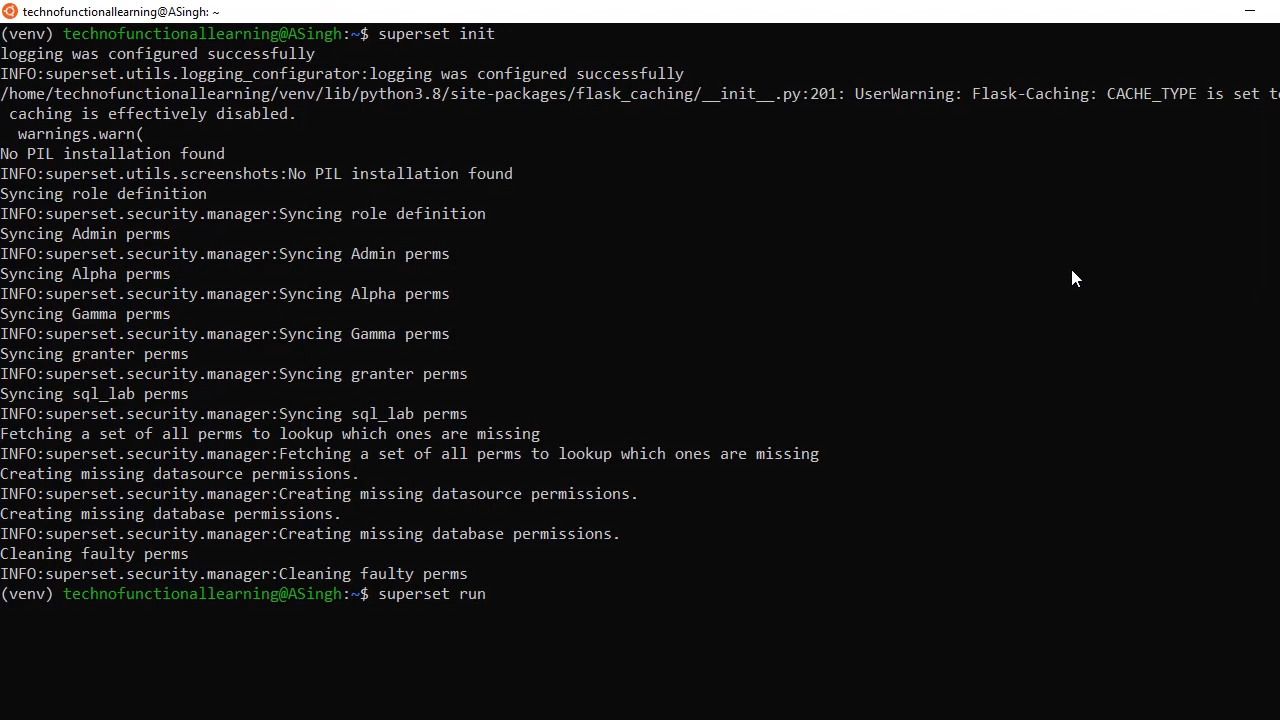 technofunctionallearning@ASingh: ~
(venv) technofunctionallearning@ASingh:~$ superset init
logging was configured successfully
INFO:superset.utils.logging_configurator:logging was configured successfully
/home/technofunctionallearning/venv/lib/python3.8/site-packages/flask_caching/__init__.py:201: UserWarning: Flask-Caching: CACHE_TYPE is set to
caching is effectively disabled.
warnings.warn(
No PIL installation found
INFO:superset.utils.screenshots:No PIL installation found
Syncing role definition
INFO:superset.security.manager:Syncing role definition
Syncing Admin perms
INFO:superset.security.manager:Syncing Admin perms
Syncing Alpha perms
INFO:superset.security.manager:Syncing Alpha perms
Syncing Gamma perms
INFO:superset.security.manager:Syncing Gamma perms
Syncing granter perms
INFO:superset.security.manager:Syncing granter perms
Syncing sql_lab perms
INFO:superset.security.manager:Syncing sql_lab perms
Fetching a set of all perms to lookup which ones are missing
INFO:superset.security.manager:Fetching a set of all perms to lookup which ones are missing
Creating missing datasource permissions.
INFO:superset.security.manager:Creating missing datasource permissions.
Creating missing database permissions.
INFO:superset.security.manager:Creating missing database permissions.
Cleaning faulty perms
INFO:superset.security.manager:Cleaning faulty perms
(venv) technofunctionallearning@ASingh:~$ superset run